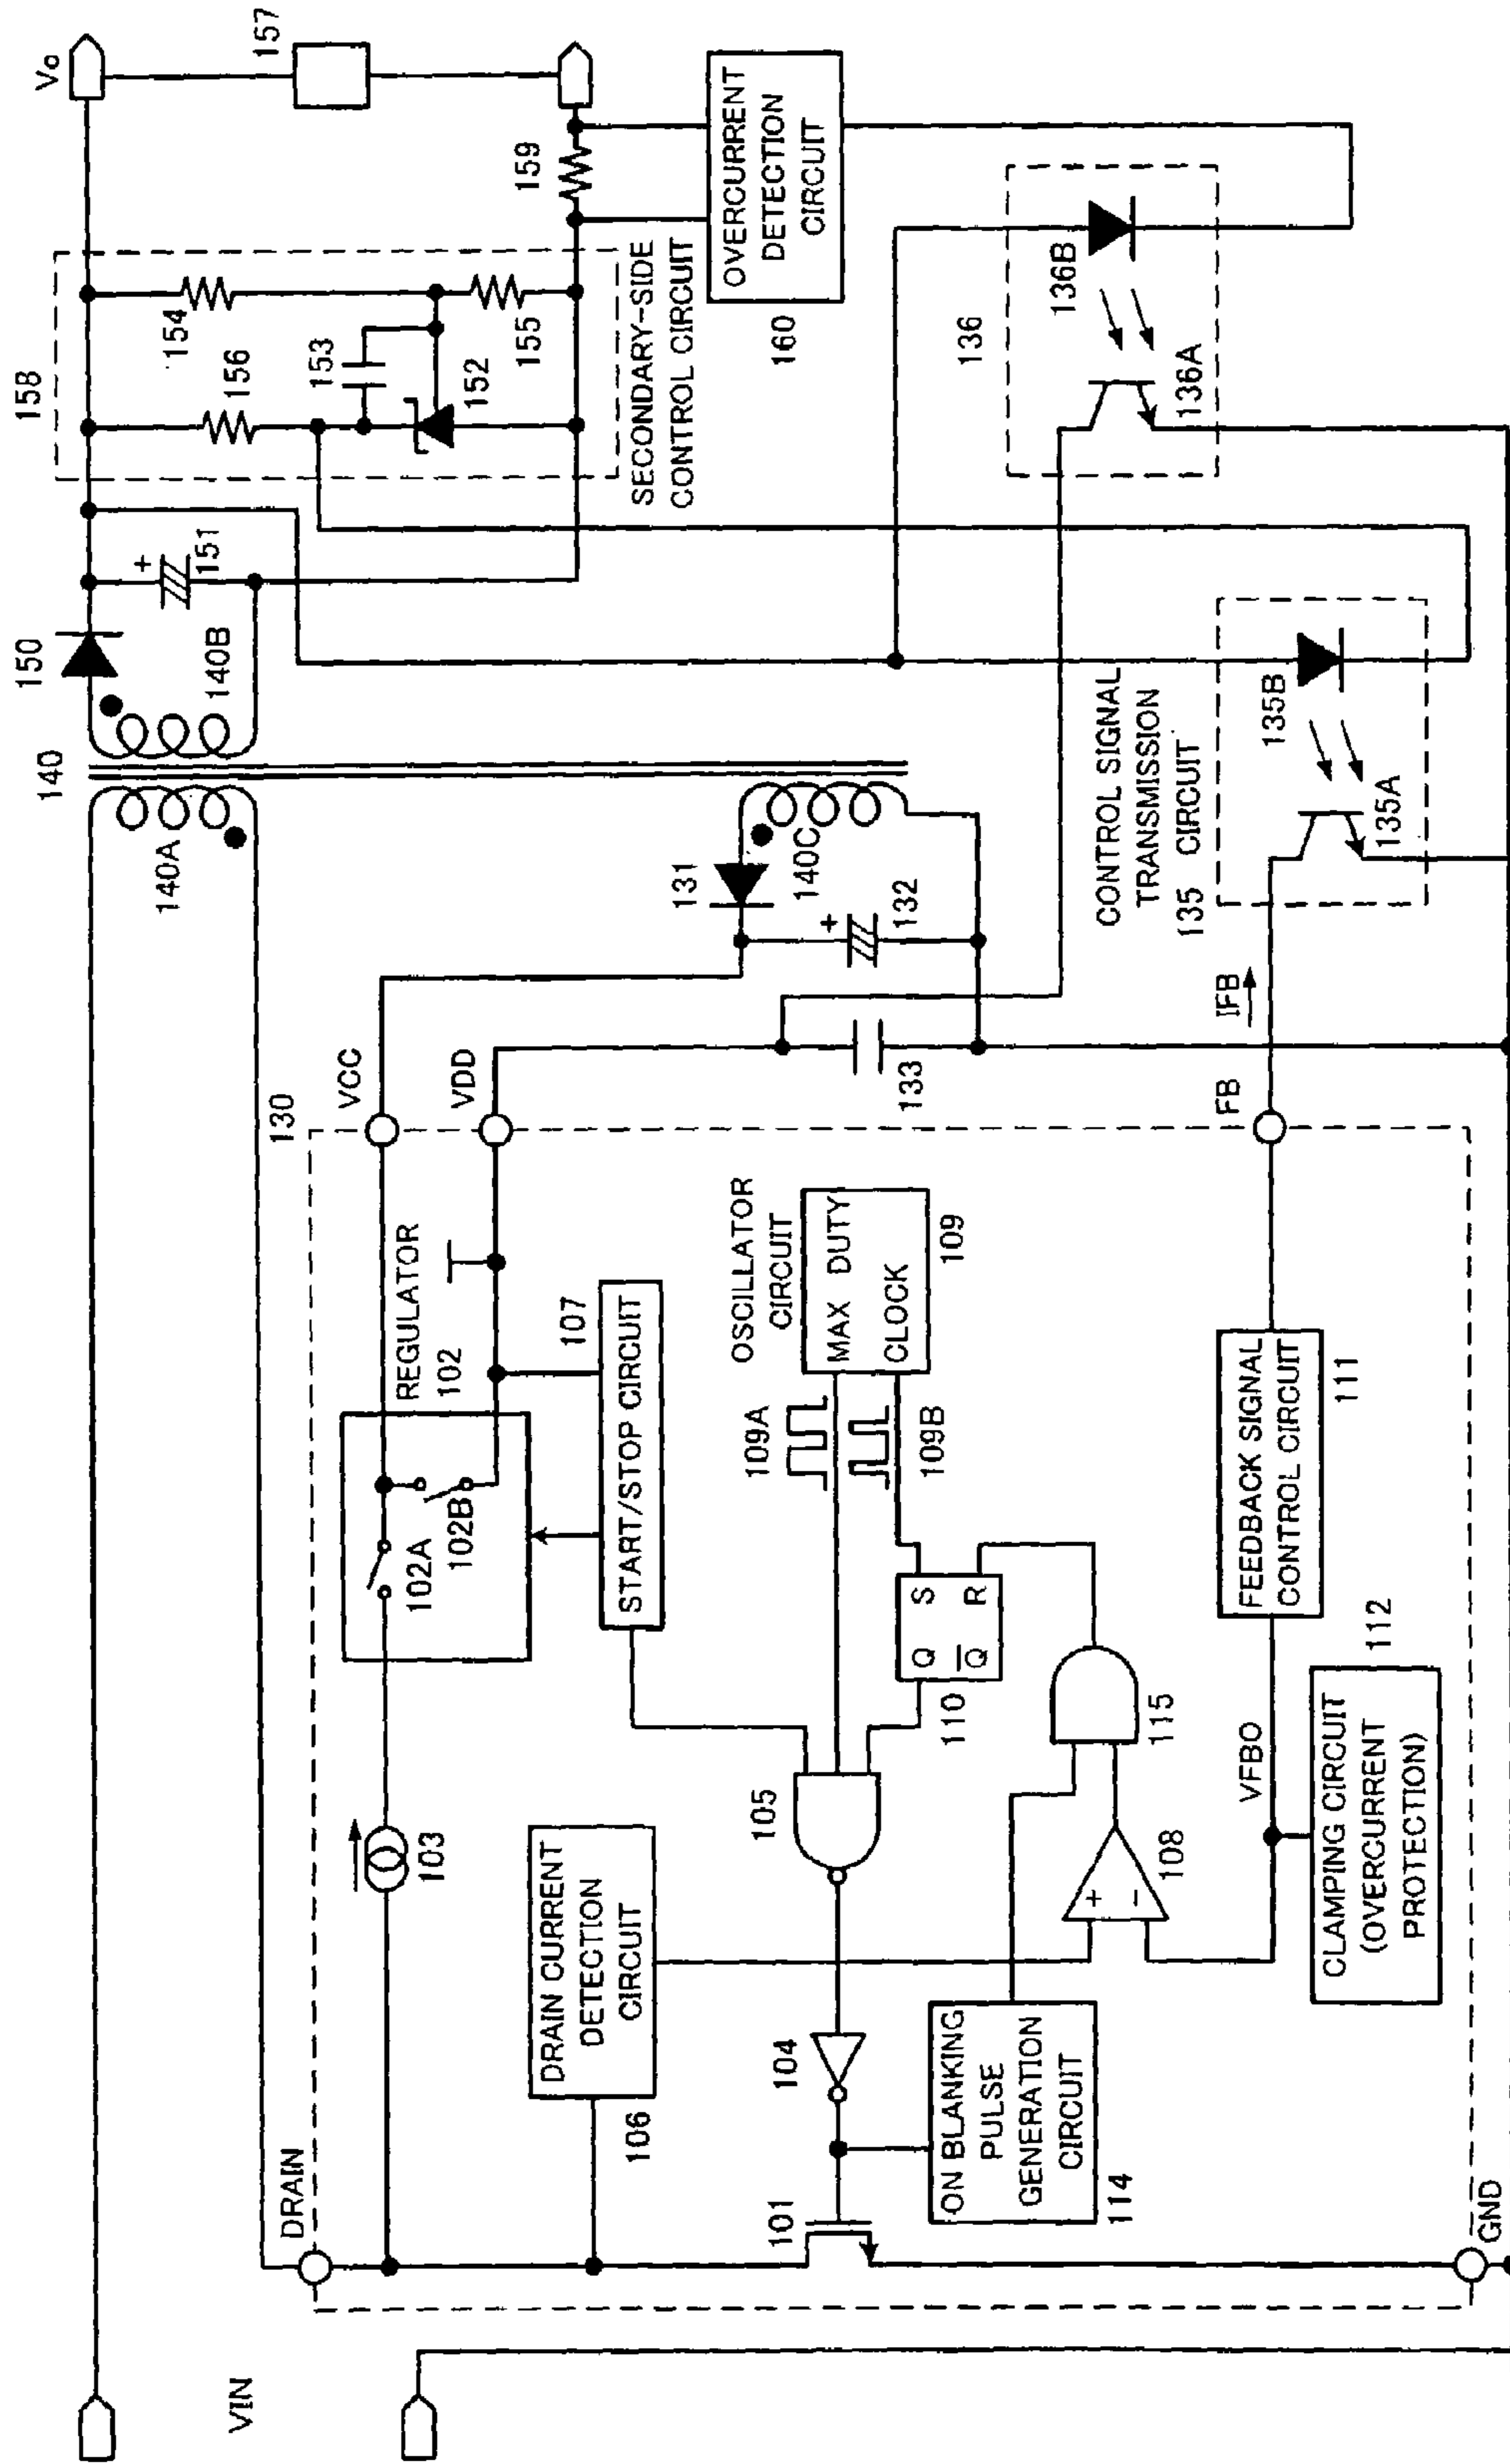 VIN
DRAIN
GND
101
103
DRAIN CURRENT
DETECTION
CIRCUIT
106
104
ON BLANKING
PULSE
GENERATION
CIRCUIT
114
105
+
-
108
115
VFBO
CLAMPING CIRCUIT
(OVERCURRENT
PROTECTION)
112
REGULATOR
102
102A
102B
START/STOP CIRCUIT
107
Q
S
Q
R
110
109A
109B
OSCILLATOR
CIRCUIT
MAX DUTY
CLOCK
109
FEEDBACK SIGNAL
CONTROL CIRCUIT
111
130
VCC
VDD
FB
IFB
133
131
+
132
140A
140
140B
140C
150
+
151
CONTROL SIGNAL
TRANSMISSION
135 CIRCUIT
135A
135B
158
156
154
153
152
155
SECONDARY-SIDE
CONTROL CIRCUIT
136
136A
136B
159
OVERCURRENT
DETECTION
CIRCUIT
160
Vo
157